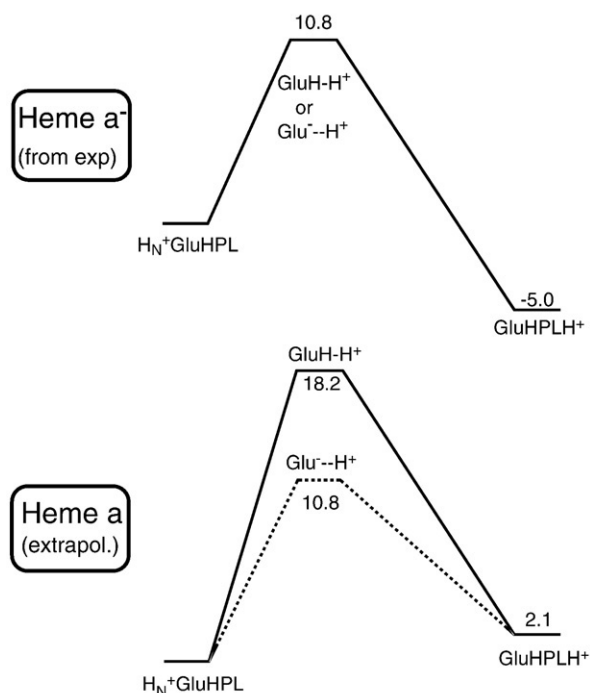 10.8
GluH-H⁺
or
Glu⁻--H⁺
Heme a⁻
(from exp)
H_N⁺GluHPL
-5.0
GluHPLH⁺
GluH-H⁺
18.2
Glu⁻--H⁺
10.8
Heme a
(extrapol.)
2.1
GluHPLH⁺
H_N⁺GluHPL